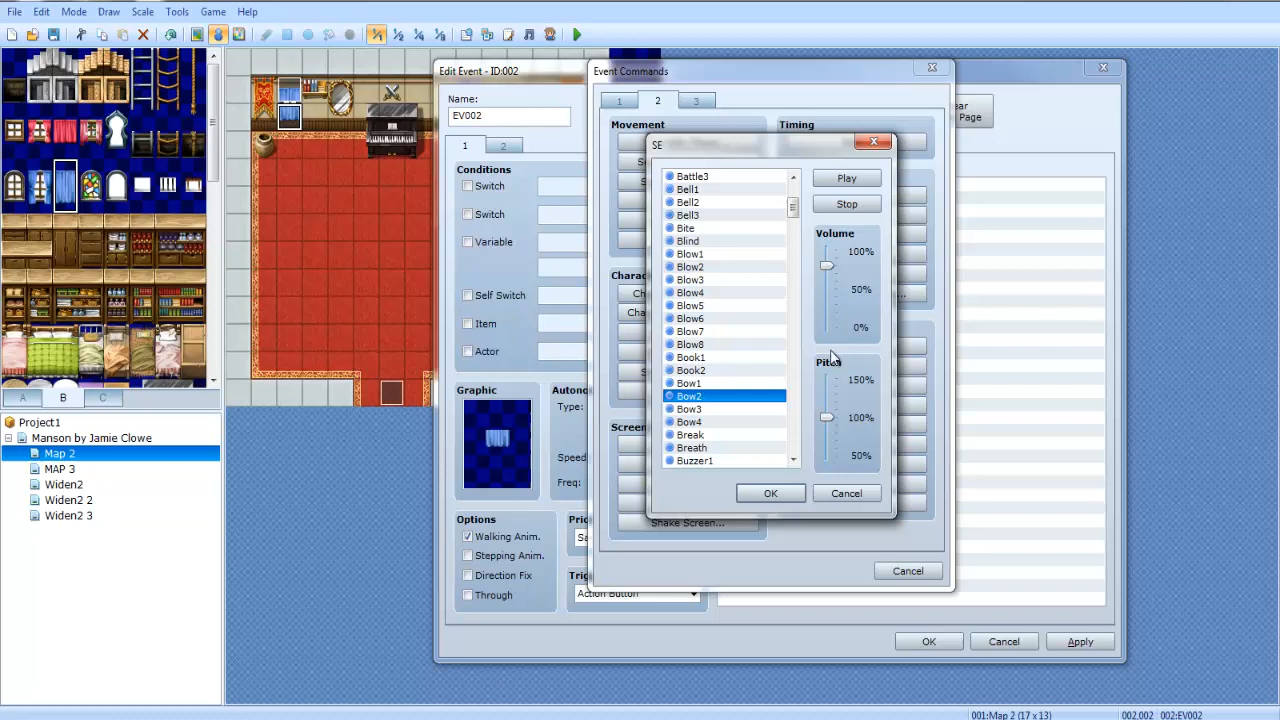 File Edit Mode Draw Scale Tools Game Help
Edit Event - ID:002
Name:
EV002
1 2
Conditions
Switch
Switch
Variable
Self Switch
Item
Actor
Graphic
Type:
Speed
Freq:
Options
Walking Anim.
Stepping Anim.
Direction Fix
Through
Action Button
Event Commands
1 2 3
Movement
Timing
Shake Screen...
Cancel
Page
SE
Battle3
Bell1
Bell2
Bell3
Bite
Blind
Blow1
Blow2
Blow3
Blow4
Blow5
Blow6
Blow7
Blow8
Book1
Book2
Bow1
Bow2
Bow3
Bow4
Break
Breath
Buzzer1
Play
Stop
Volume
100%
50%
0%
Pitch
150%
100%
50%
OK
Cancel
OK
Cancel
Apply
A B C
Project1
Manson by Jamie Clowe
Map 2
MAP 3
Widen2
Widen2 2
Widen2 3
001:Map 2 (17 x 13)
002,002 002:EV002